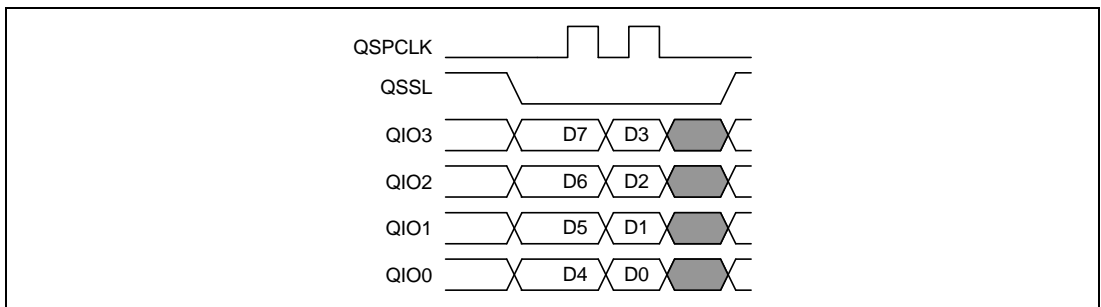 QSPCLK
QSSL
QIO3 D7 D3
QIO2 D6 D2
QIO1 D5 D1
QIO0 D4 D0